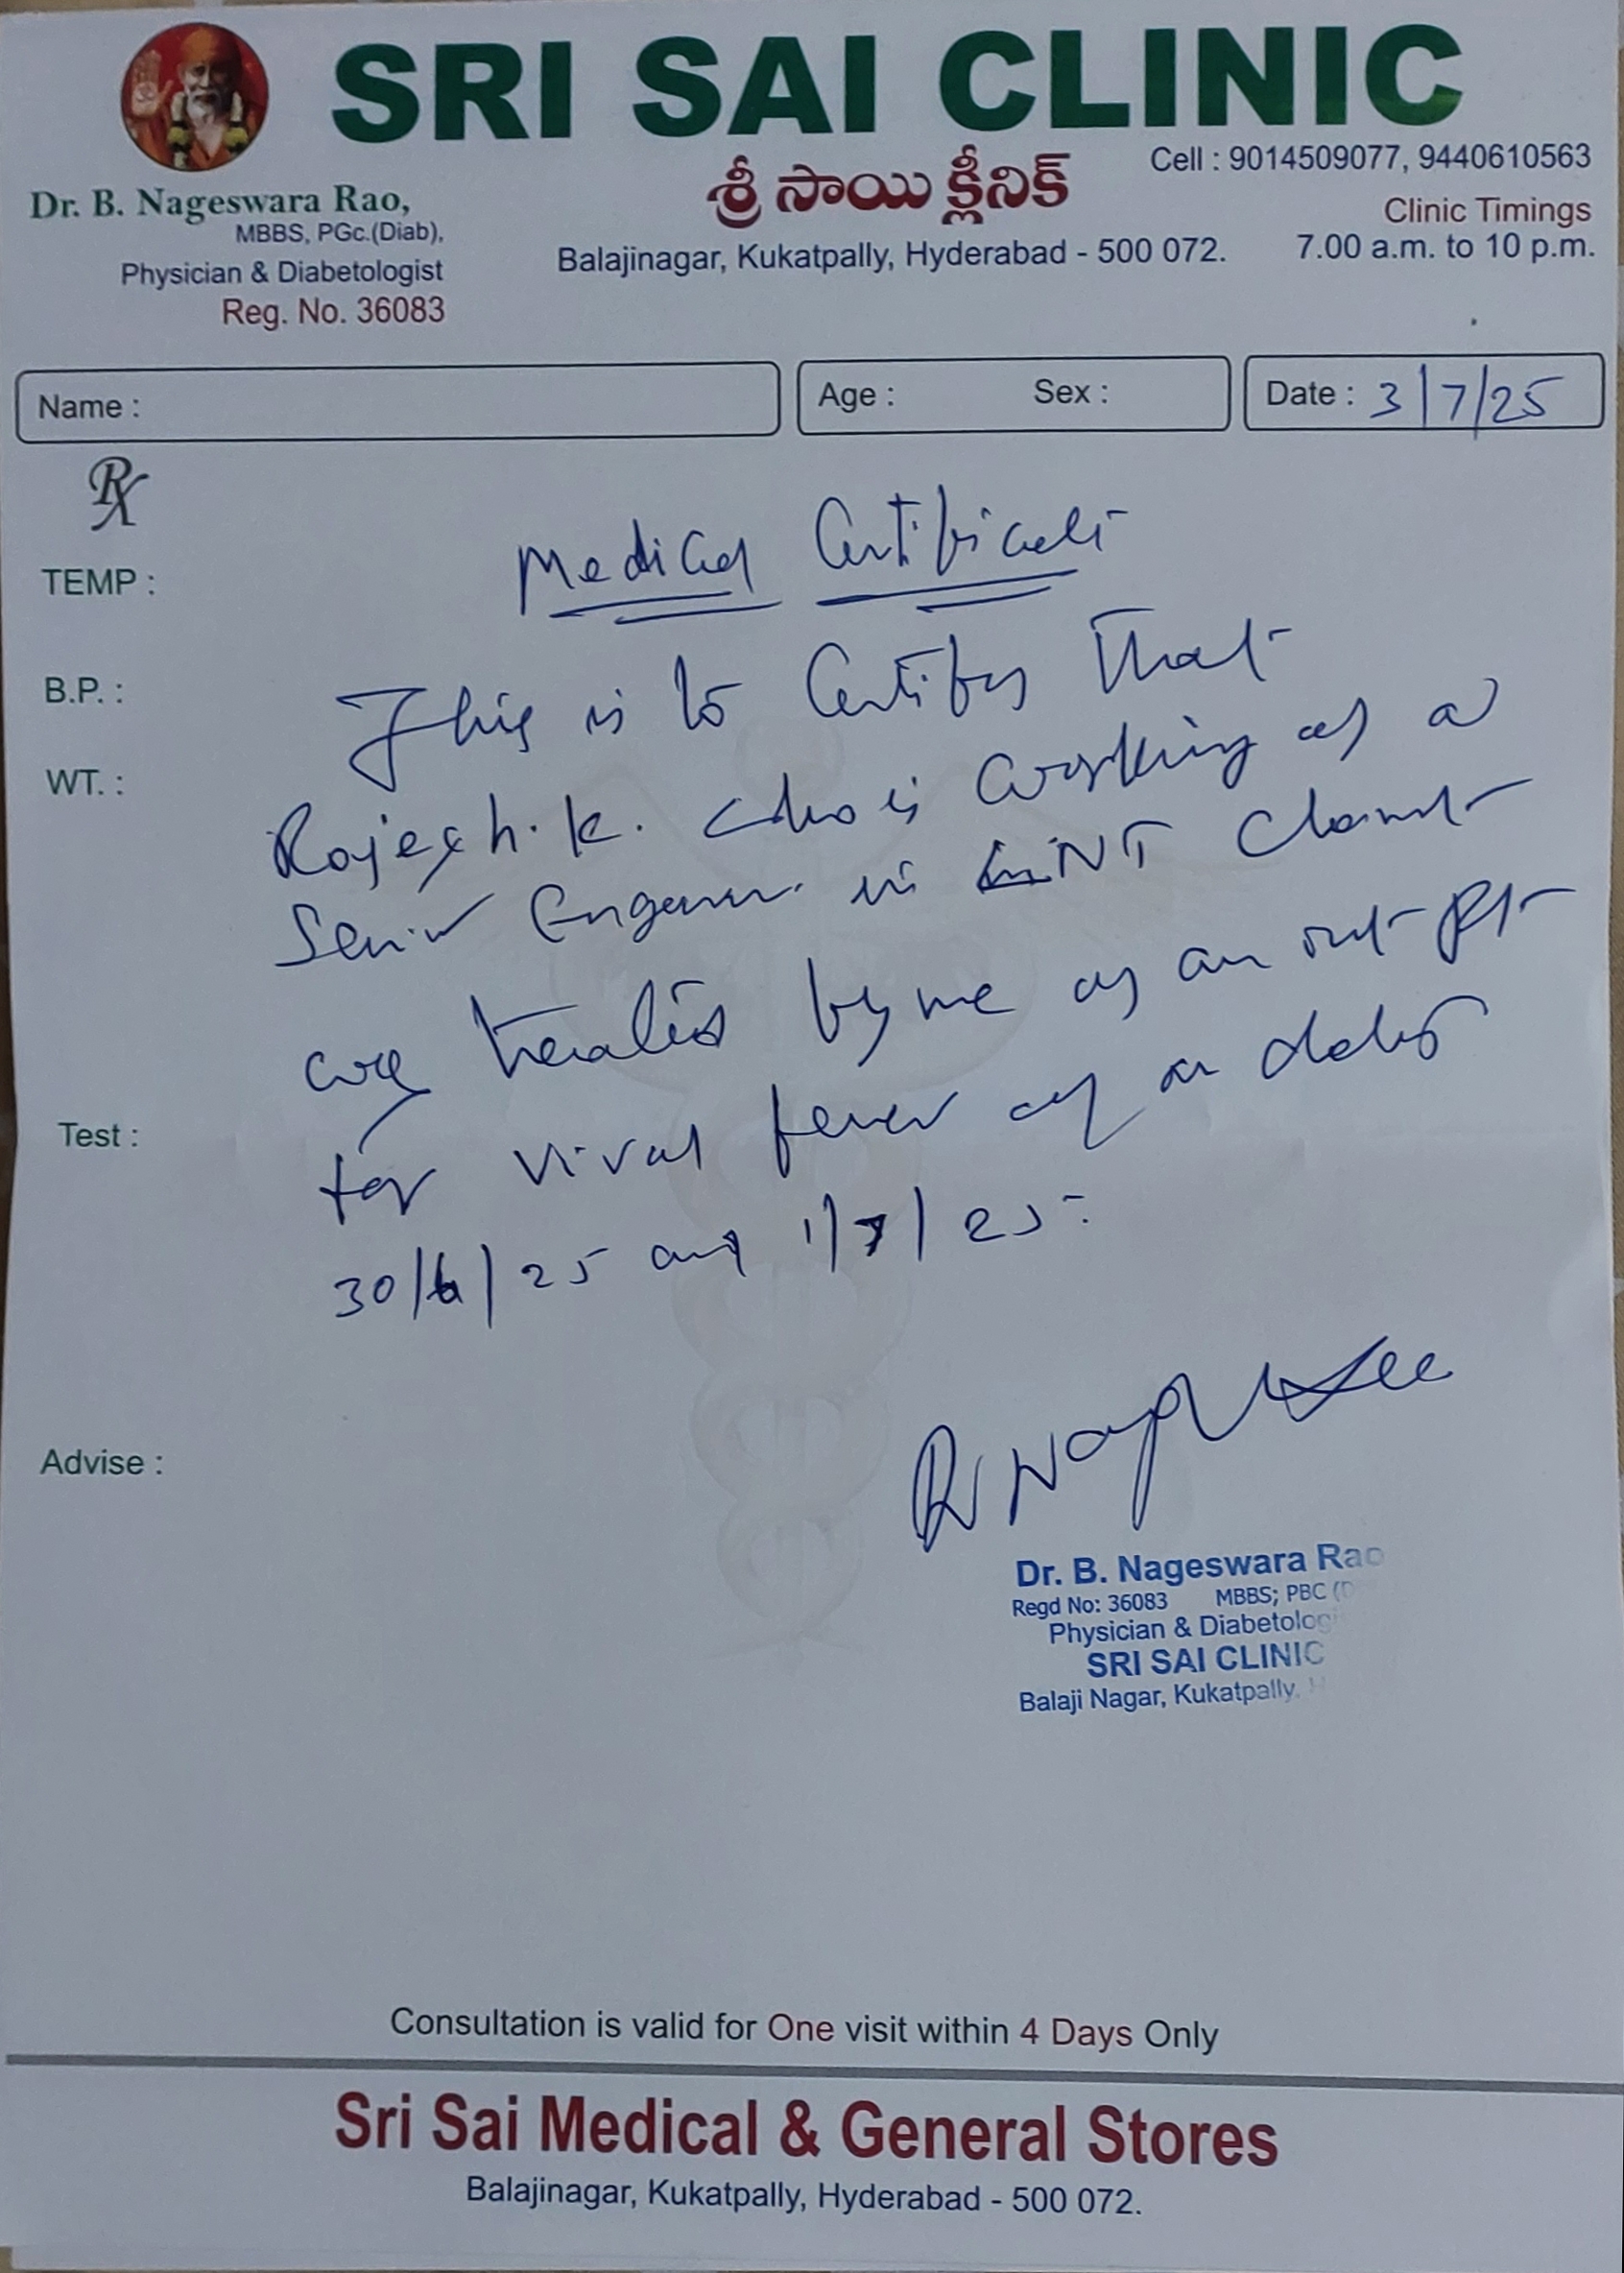 SRI SAI CLINIC
శ్రీ సాయి క్లీనిక్
Cell : 9014509077, 9440610563
Dr. B. Nageswara Rao,
MBBS, PGc.(Diab),
Physician & Diabetologist
Reg. No. 36083
Balajinagar, Kukatpally, Hyderabad - 500 072.
Clinic Timings
7.00 a.m. to 10 p.m.
Name :
Age : Sex :
Date : 3/7/25
Rx
TEMP :
B.P. :
WT. :
Test :
Advise :
Medical Certificate
This is to Certify that
Rajesh. K. who is working as a
Senior Engineer in NT
was treated by me as an out pt
for viral fever as on dates
30/6/25 and 1/7/25.
Dr. B. Nageswara Rao
Regd No: 36083 MBBS; PBC (D
Physician & Diabetologi
SRI SAI CLINIC
Balaji Nagar, Kukatpally,
Consultation is valid for One visit within 4 Days Only
Sri Sai Medical & General Stores
Balajinagar, Kukatpally, Hyderabad - 500 072.